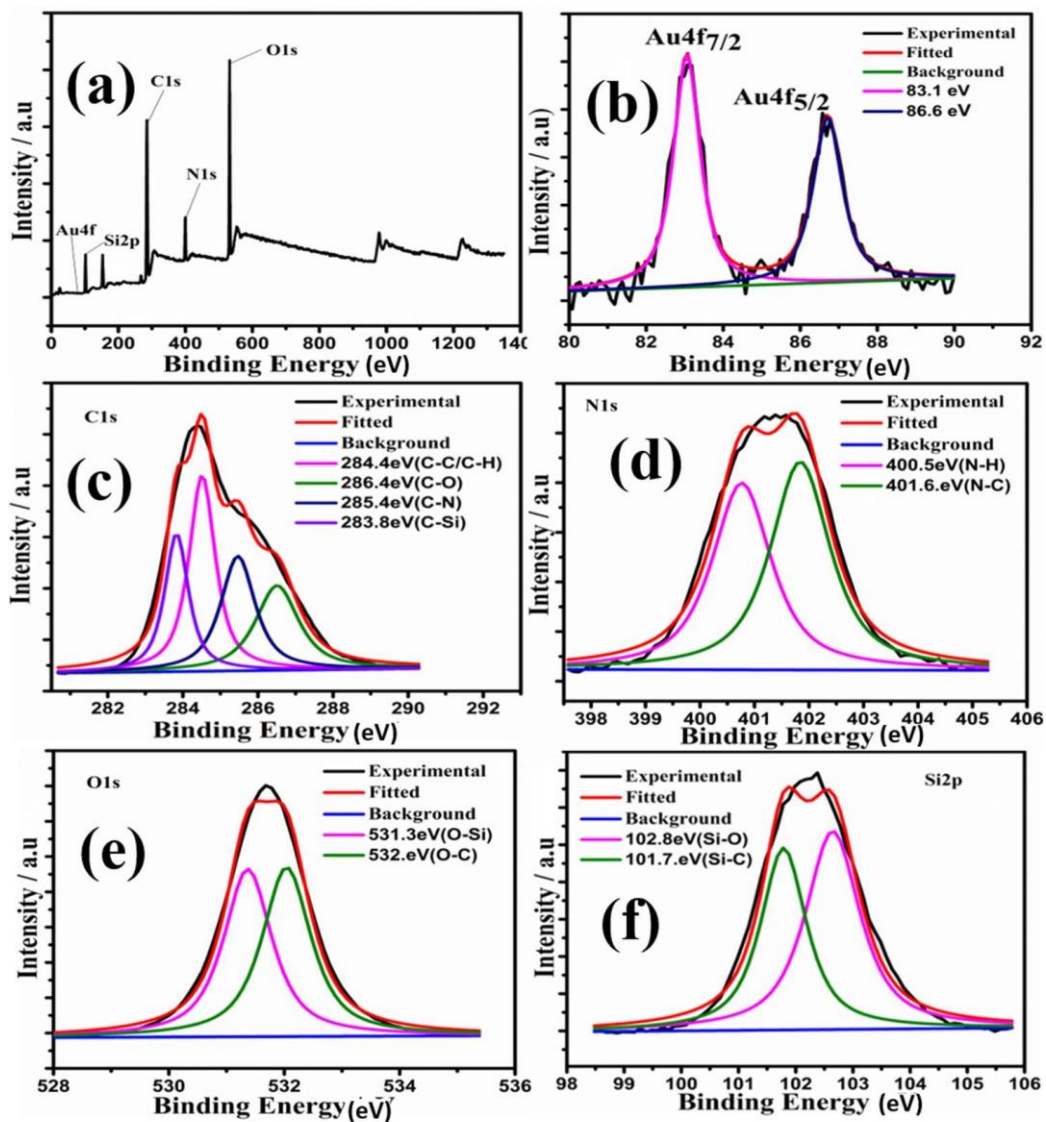 (a)
O1s
C1s
N1s
Au4f
Si2p
Intensity / a.u
0 200 400 600 800 1000 1200 140
Binding Energy (eV)
(b)
Au4f7/2
Au4f5/2
Experimental
Fitted
Background
83.1 eV
86.6 eV
Intensity / a.u)
80 82 84 86 88 90 92
Binding Energy (eV)
C1s
(c)
Experimental
Fitted
Background
284.4eV(C-C/C-H)
286.4eV(C-O)
285.4eV(C-N)
283.8eV(C-Si)
Intensity / a.u
282 284 286 288 290 292
Binding Energy (eV)
N1s
(d)
Experimental
Fitted
Background
400.5eV(N-H)
401.6eV(N-C)
Intensity / a.u
398 399 400 401 402 403 404 405 406
Binding Energy (eV)
O1s
(e)
Experimental
Fitted
Background
531.3eV(O-Si)
532.eV(O-C)
Intensity / a.u
528 530 532 534 536
Binding Energy (eV)
Si2p
(f)
Experimental
Fitted
Background
102.8eV(Si-O)
101.7.eV(Si-C)
Intensity / a.u
98 99 100 101 102 103 104 105 106
Binding Energy (eV)